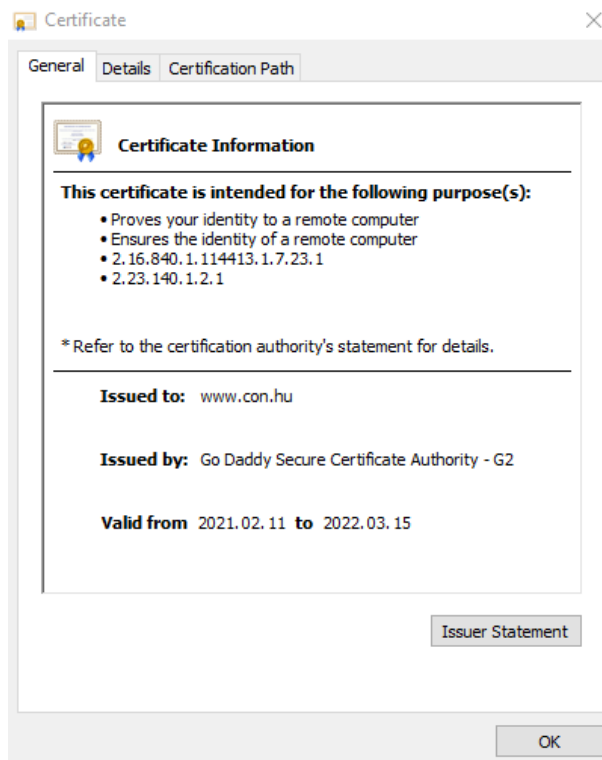 Certificate
General Details Certification Path
Certificate Information
This certificate is intended for the following purpose(s):
• Proves your identity to a remote computer
• Ensures the identity of a remote computer
• 2.16.840.1.114413.1.7.23.1
• 2.23.140.1.2.1
* Refer to the certification authority's statement for details.
Issued to: www.con.hu
Issued by: Go Daddy Secure Certificate Authority - G2
Valid from 2021.02.11 to 2022.03.15
Issuer Statement
OK